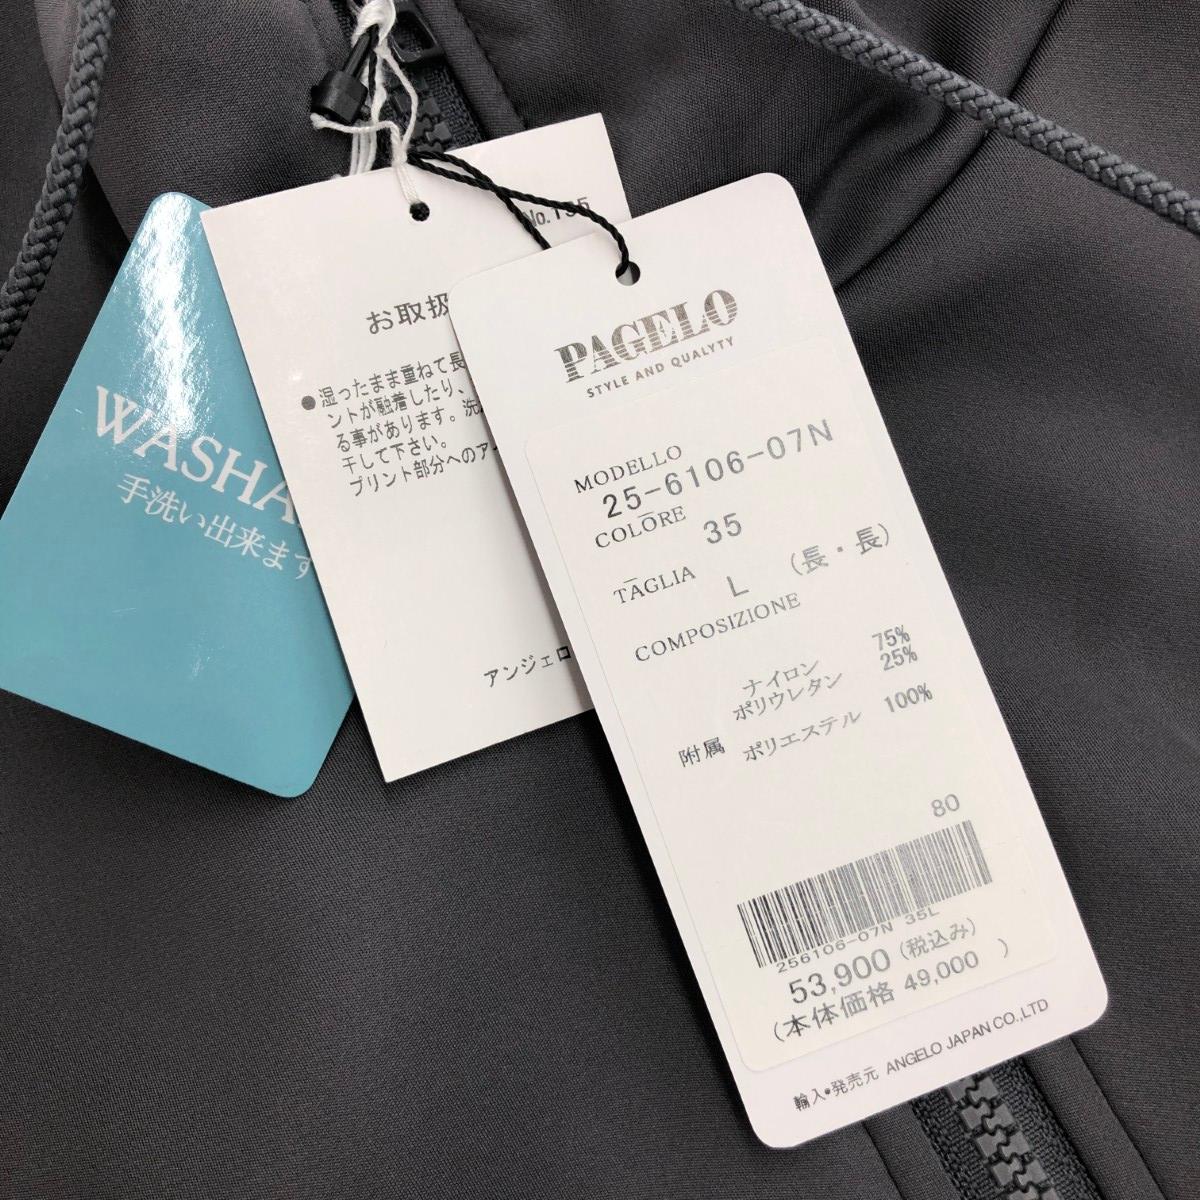 WASHA
手洗い出来ます
No.195
お取扱
●湿ったまま重ねて長
ントが融着したり、
る事があります。洗
干して下さい。
プリント部分へのア
アンジェロ
PAGELO
STYLE AND QUALYTY
MODELLO
25-6106-07N
COLORE
35
TAGLIA
L (長・長)
COMPOSIZIONE
ナイロン 75%
ポリウレタン 25%
附属 ポリエステル 100%
80
256106-07N 35L
53,900 (税込み)
(本体価格 49,000 )
輸入・発売元 ANGELO JAPAN CO.,LTD